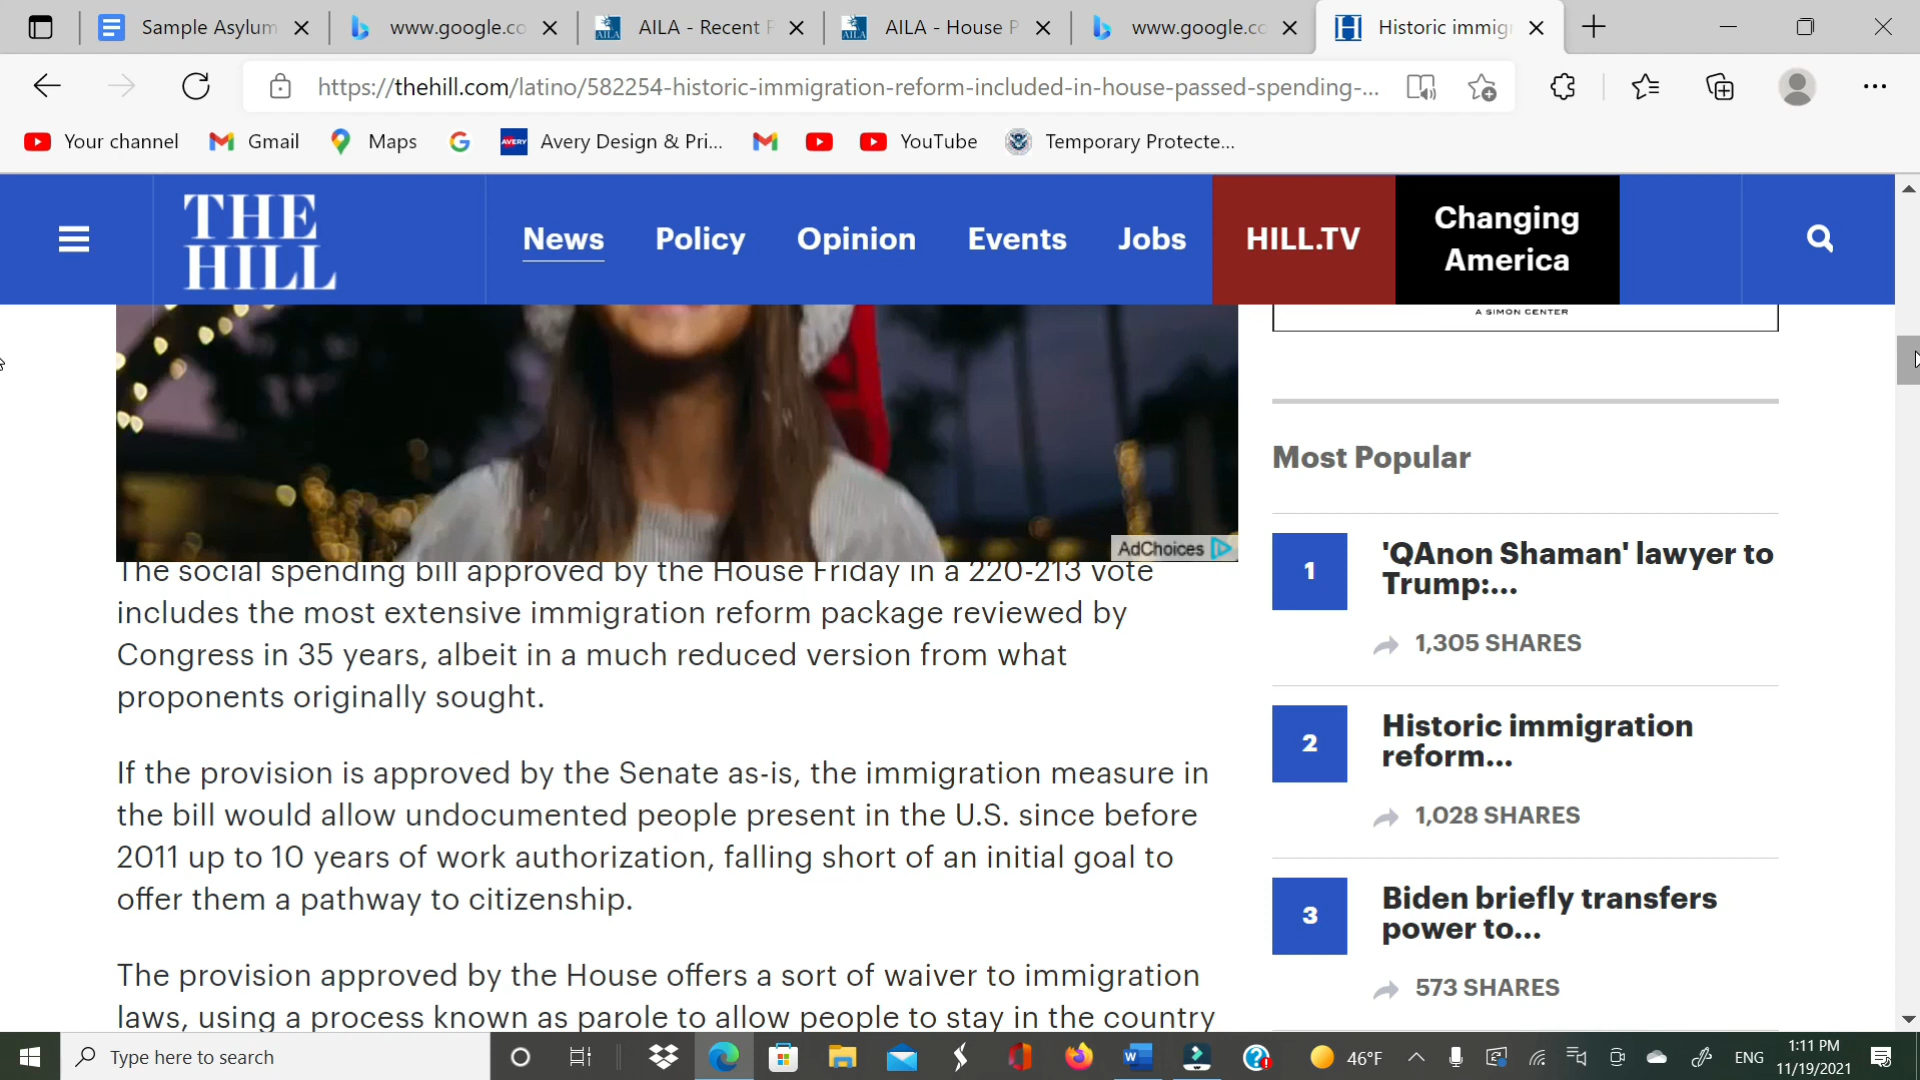 Sample Asylum
www.google.co
AILA - Recent
AILA - House P
www.google.co
Historic immig
https://thehill.com/latino/582254-historic-immigration-reform-included-in-house-passed-spending-...
Your channel
Gmail
Maps
Avery Design & Pri...
YouTube
Temporary Protecte...
THE
HILL
News
Policy
Opinion
Events
Jobs
HILL.TV
Changing
America
A SIMON CENTER
AdChoices
The social spending bill approved by the House Friday in a 220-213 vote
includes the most extensive immigration reform package reviewed by
Congress in 35 years, albeit in a much reduced version from what
proponents originally sought.
If the provision is approved by the Senate as-is, the immigration measure in
the bill would allow undocumented people present in the U.S. since before
2011 up to 10 years of work authorization, falling short of an initial goal to
offer them a pathway to citizenship.
The provision approved by the House offers a sort of waiver to immigration
laws, using a process known as parole to allow people to stay in the country
Most Popular
1
'QAnon Shaman' lawyer to
Trump:...
1,305 SHARES
2
Historic immigration
reform...
1,028 SHARES
3
Biden briefly transfers
power to...
573 SHARES
Type here to search
46°F
ENG
1:11 PM
11/19/2021